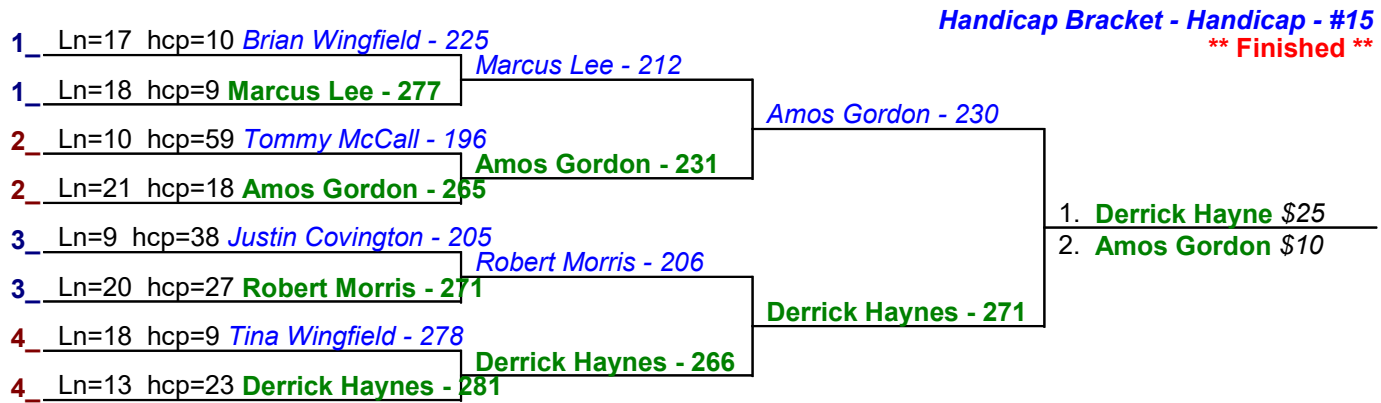 Handicap Bracket - Handicap - #15
** Finished **
1_ Ln=17 hcp=10 Brian Wingfield - 225
Marcus Lee - 212
1_ Ln=18 hcp=9 Marcus Lee - 277
Amos Gordon - 230
2_ Ln=10 hcp=59 Tommy McCall - 196
Amos Gordon - 231
2_ Ln=21 hcp=18 Amos Gordon - 265
1. Derrick Hayne $25
2. Amos Gordon $10
3_ Ln=9 hcp=38 Justin Covington - 205
Robert Morris - 206
3_ Ln=20 hcp=27 Robert Morris - 271
Derrick Haynes - 271
4_ Ln=18 hcp=9 Tina Wingfield - 278
Derrick Haynes - 266
4_ Ln=13 hcp=23 Derrick Haynes - 281